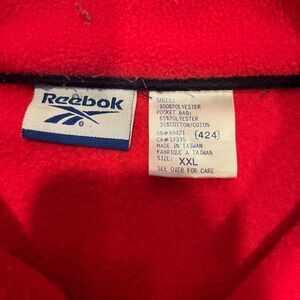 Reebok
SHELL:
100%POLYESTER
POCKET BAG:
65%POLYESTER
35%COTTON/COTON
RN# 69421 (424)
CA# 17335
MADE IN TAIWAN
FABRIQUE A TAIWAN
SIZE: XXL
SEE OVER FOR CARE